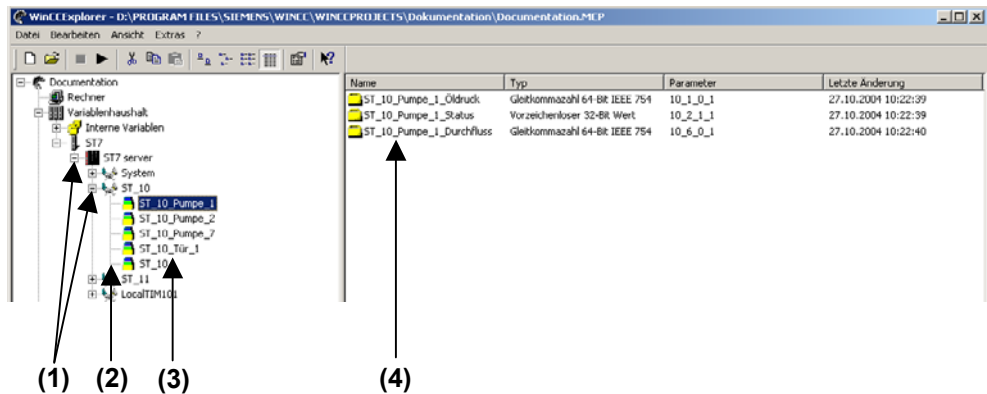 WinCCExplorer - D:\PROGRAM FILES\SIEMENS\WINCC\WINCCPROJECTS\Dokumentation\Documentation.MCP
Datei Bearbeiten Ansicht Extras ?
Documentation
Rechner
Variablenhaushalt
Interne Variablen
ST7
ST7 server
System
ST_10
ST_10_Pumpe_1
ST_10_Pumpe_2
ST_10_Pumpe_7
ST_10_Tür_1
ST_10
ST_11
LocalTIM101
Name Typ Parameter Letzte Änderung
ST_10_Pumpe_1_Öldruck Gleitkommazahl 64-Bit IEEE 754 10_1_0_1 27.10.2004 10:22:39
ST_10_Pumpe_1_Status Vorzeichenloser 32-Bit Wert 10_2_1_1 27.10.2004 10:22:39
ST_10_Pumpe_1_Durchfluss Gleitkommazahl 64-Bit IEEE 754 10_6_0_1 27.10.2004 10:22:40
(1) (2) (3) (4)